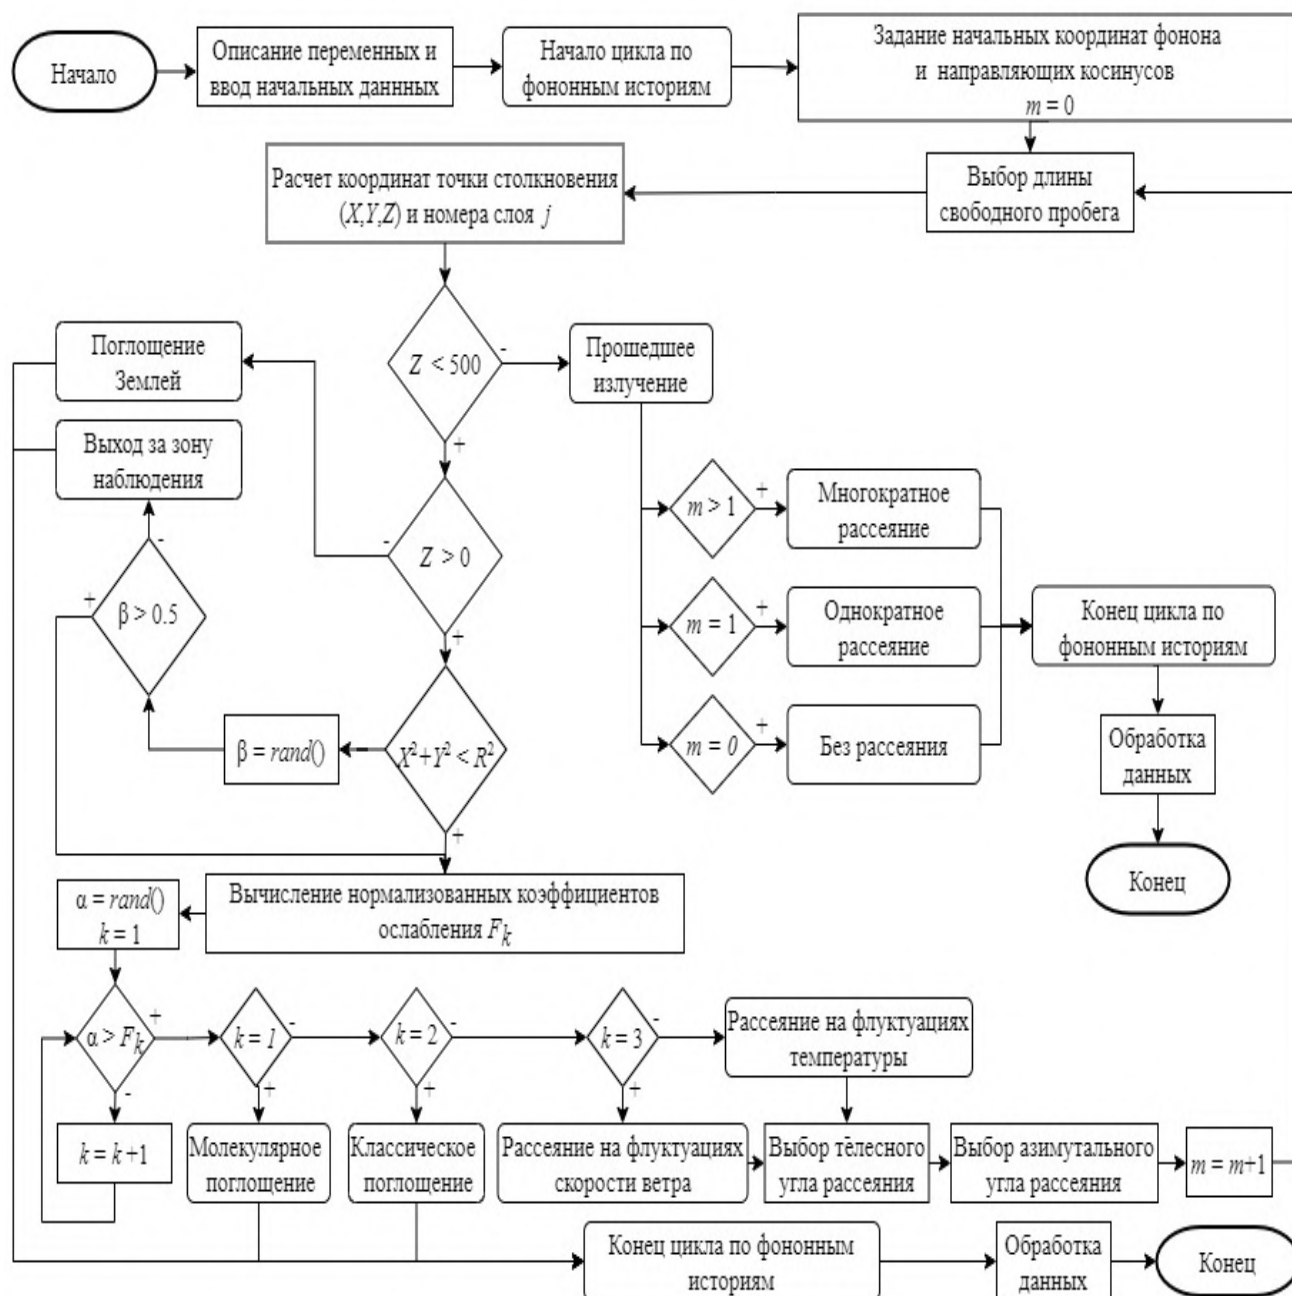 Начало
Описание переменных и
ввод начальных даннных
Начало цикла по
фононным историям
Задание начальных координат фонона
и направляющих косинусов
m = 0
Расчет координат точки столкновения
(X,Y,Z) и номера слоя j
Выбор длины
свободного пробега
Поглощение
Землей
Z < 500
-
+
Прошедшее
излучение
Выход за зону
наблюдения
-
+
β > 0.5
-
Z > 0
+
m > 1
+
Многократное
рассеяние
m = 1
+
Однократное
рассеяние
Конец цикла по
фононным историям
m = 0
+
Без рассеяния
β = rand()
X²+Y² < R²
+
Обработка
данных
Конец
α = rand()
k = 1
Вычисление нормализованных коэффициентов
ослабления Fk
α > Fk
+
-
k = 1
-
+
k = 2
-
+
k = 3
-
+
Рассеяние на флуктуациях
температуры
k = k+1
Молекулярное
поглощение
Классическое
поглощение
Рассеяние на флуктуациях
скорости ветра
Выбор телесного
угла рассеяния
Выбор азимутального
угла рассеяния
m = m+1
Конец цикла по фононным
историям
Обработка
данных
Конец